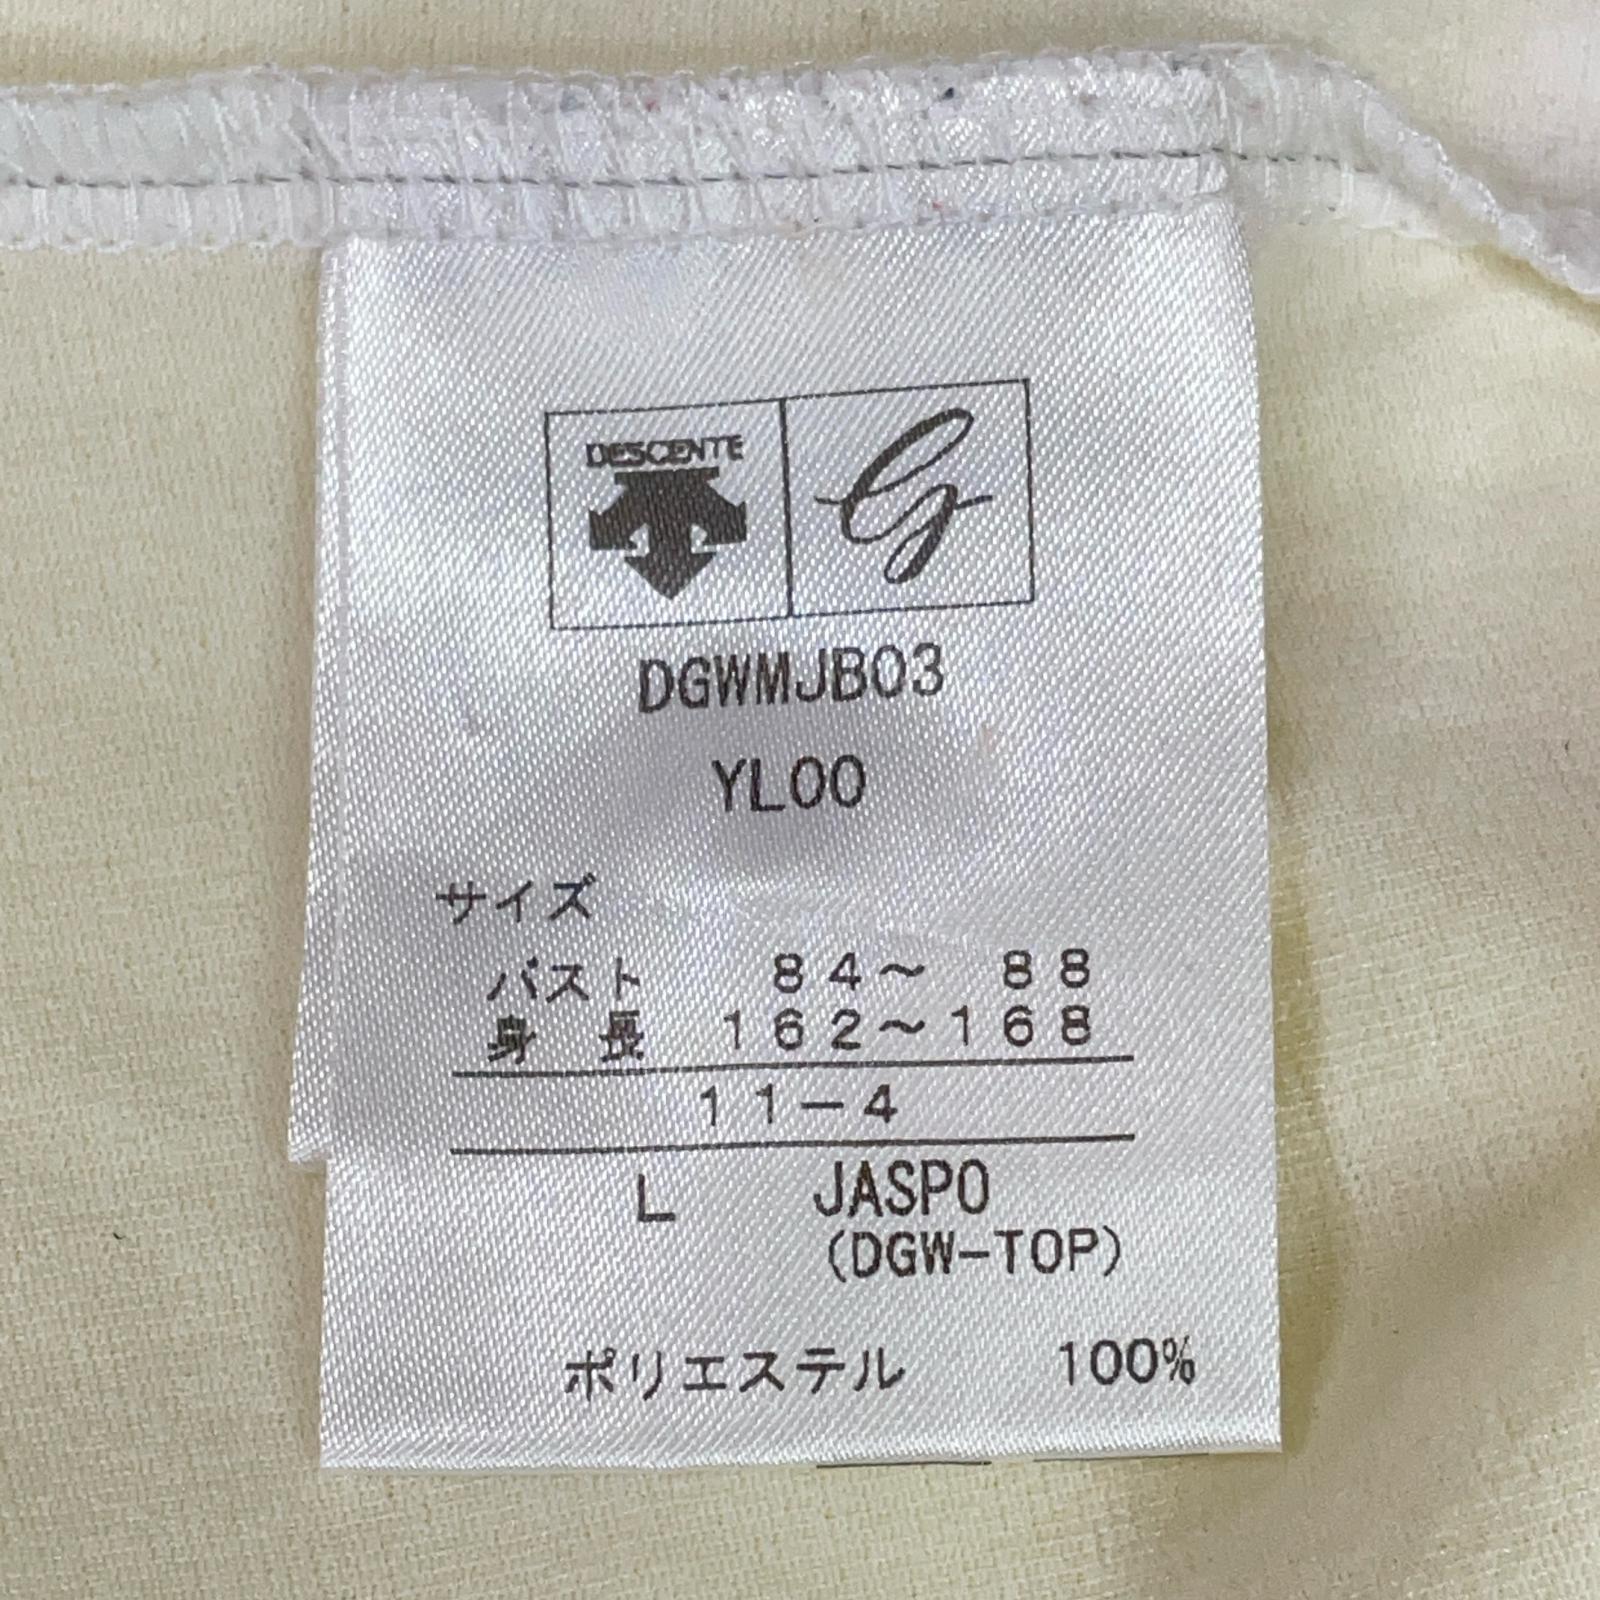 DESCENTE G
DGWMJB03
YL00
サイズ
バスト 84～ 88
身 長 162～168
11－4
L JASPO
(DGW-TOP)
ポリエステル 100%